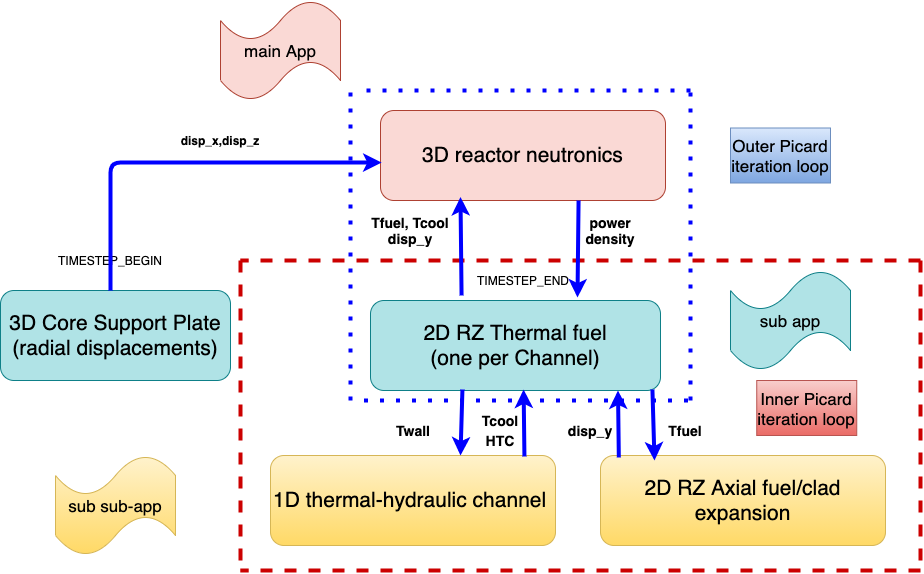 main App
disp_x,disp_z
3D reactor neutronics
Outer Picard
iteration loop
Tfuel, Tcool
disp_y
power
density
TIMESTEP_BEGIN
TIMESTEP_END
3D Core Support Plate
(radial displacements)
2D RZ Thermal fuel
(one per Channel)
sub app
Inner Picard
iteration loop
Twall
Tcool
HTC
disp_y
Tfuel
sub sub-app
1D thermal-hydraulic channel
2D RZ Axial fuel/clad
expansion